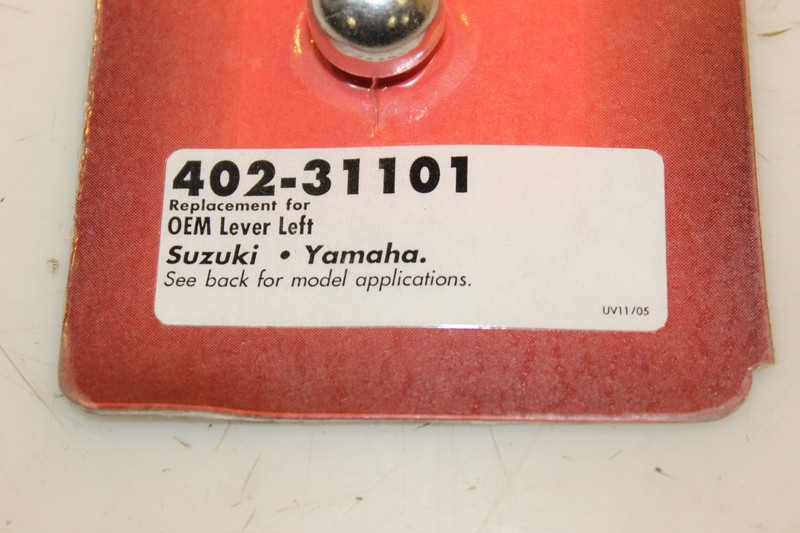 402-31101
Replacement for
OEM Lever Left
Suzuki • Yamaha.
See back for model applications.
UV11/05